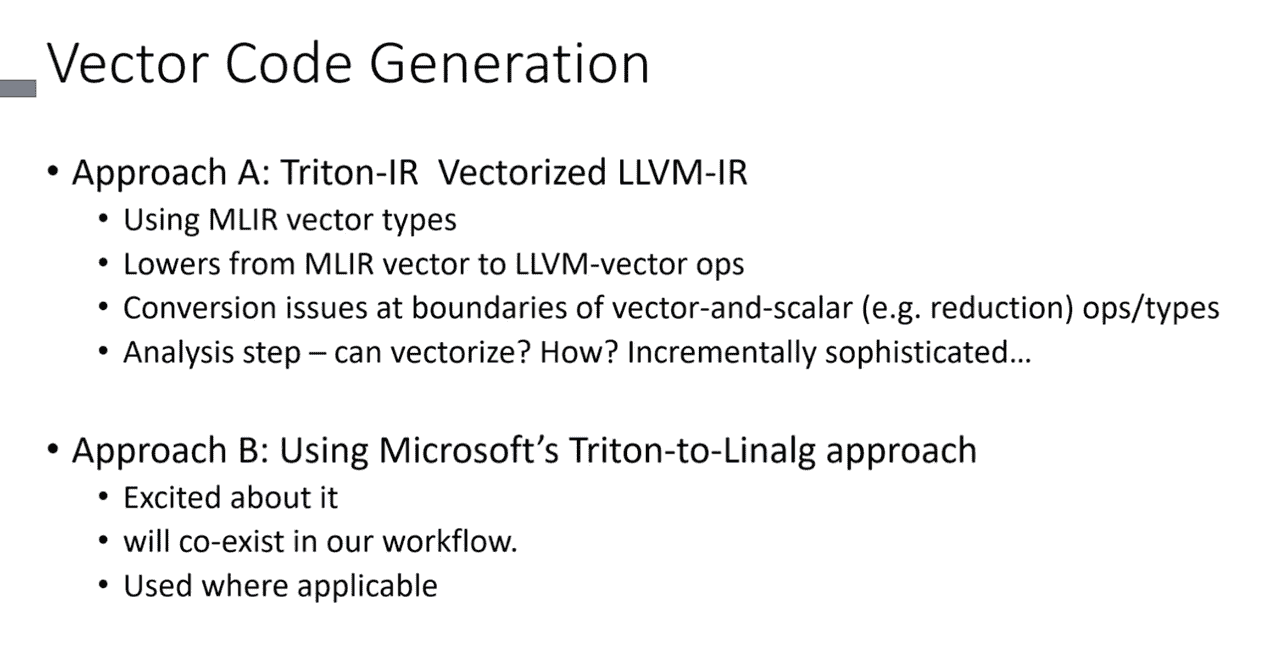 Vector Code Generation
• Approach A: Triton-IR  Vectorized LLVM-IR
• Using MLIR vector types
• Lowers from MLIR vector to LLVM-vector ops
• Conversion issues at boundaries of vector-and-scalar (e.g. reduction) ops/types
• Analysis step – can vectorize? How? Incrementally sophisticated...
• Approach B: Using Microsoft’s Triton-to-Linalg approach
• Excited about it
• will co-exist in our workflow.
• Used where applicable